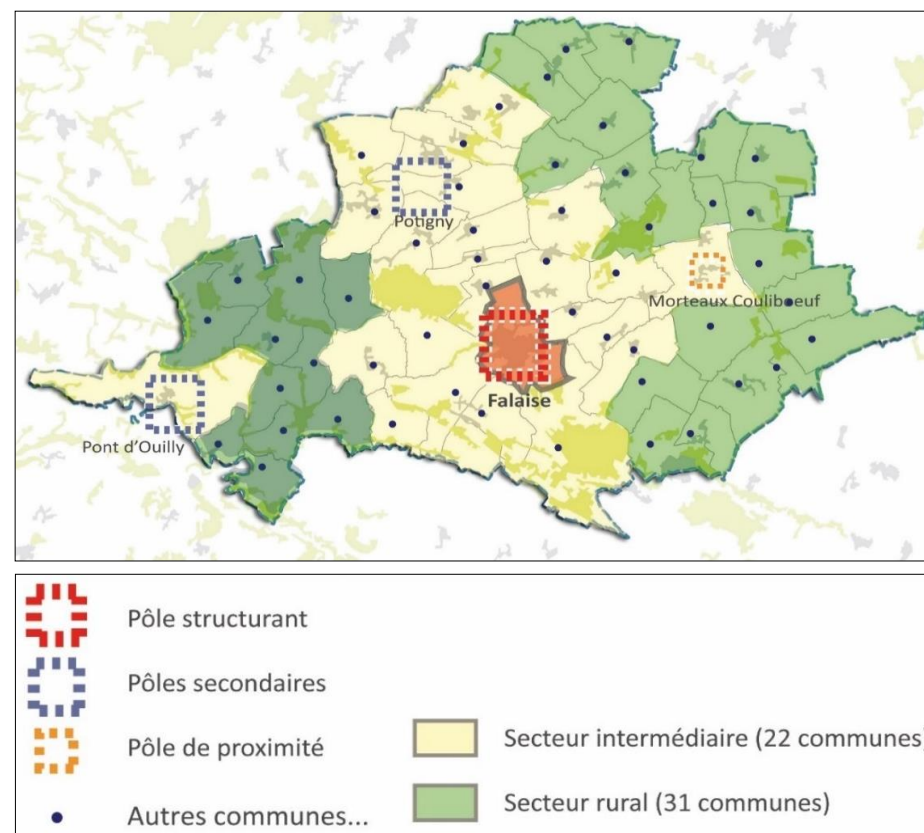 Potigny
Morteaux Couliboeuf
Falaise
Pont d'Ouilly
Pôle structurant
Pôles secondaires
Pôle de proximité
Autres communes...
Secteur intermédiaire (22 communes)
Secteur rural (31 communes)